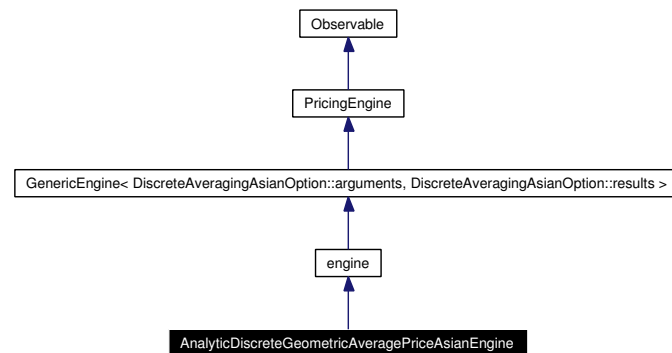 Observable
PricingEngine
GenericEngine< DiscreteAveragingAsianOption::arguments, DiscreteAveragingAsianOption::results >
engine
AnalyticDiscreteGeometricAveragePriceAsianEngine